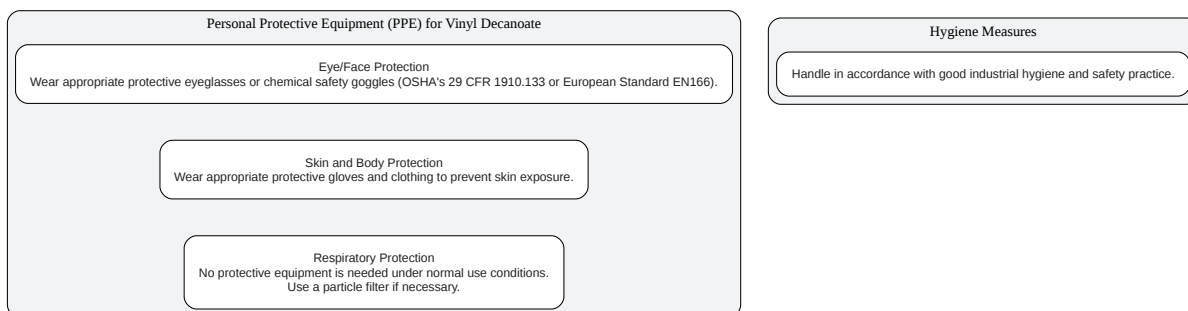 Personal Protective Equipment (PPE) for Vinyl Decanoate
Eye/Face Protection
Wear appropriate protective eyeglasses or chemical safety goggles (OSHA's 29 CFR 1910.133 or European Standard EN166).
Skin and Body Protection
Wear appropriate protective gloves and clothing to prevent skin exposure.
Respiratory Protection
No protective equipment is needed under normal use conditions.
Use a particle filter if necessary.
Hygiene Measures
Handle in accordance with good industrial hygiene and safety practice.